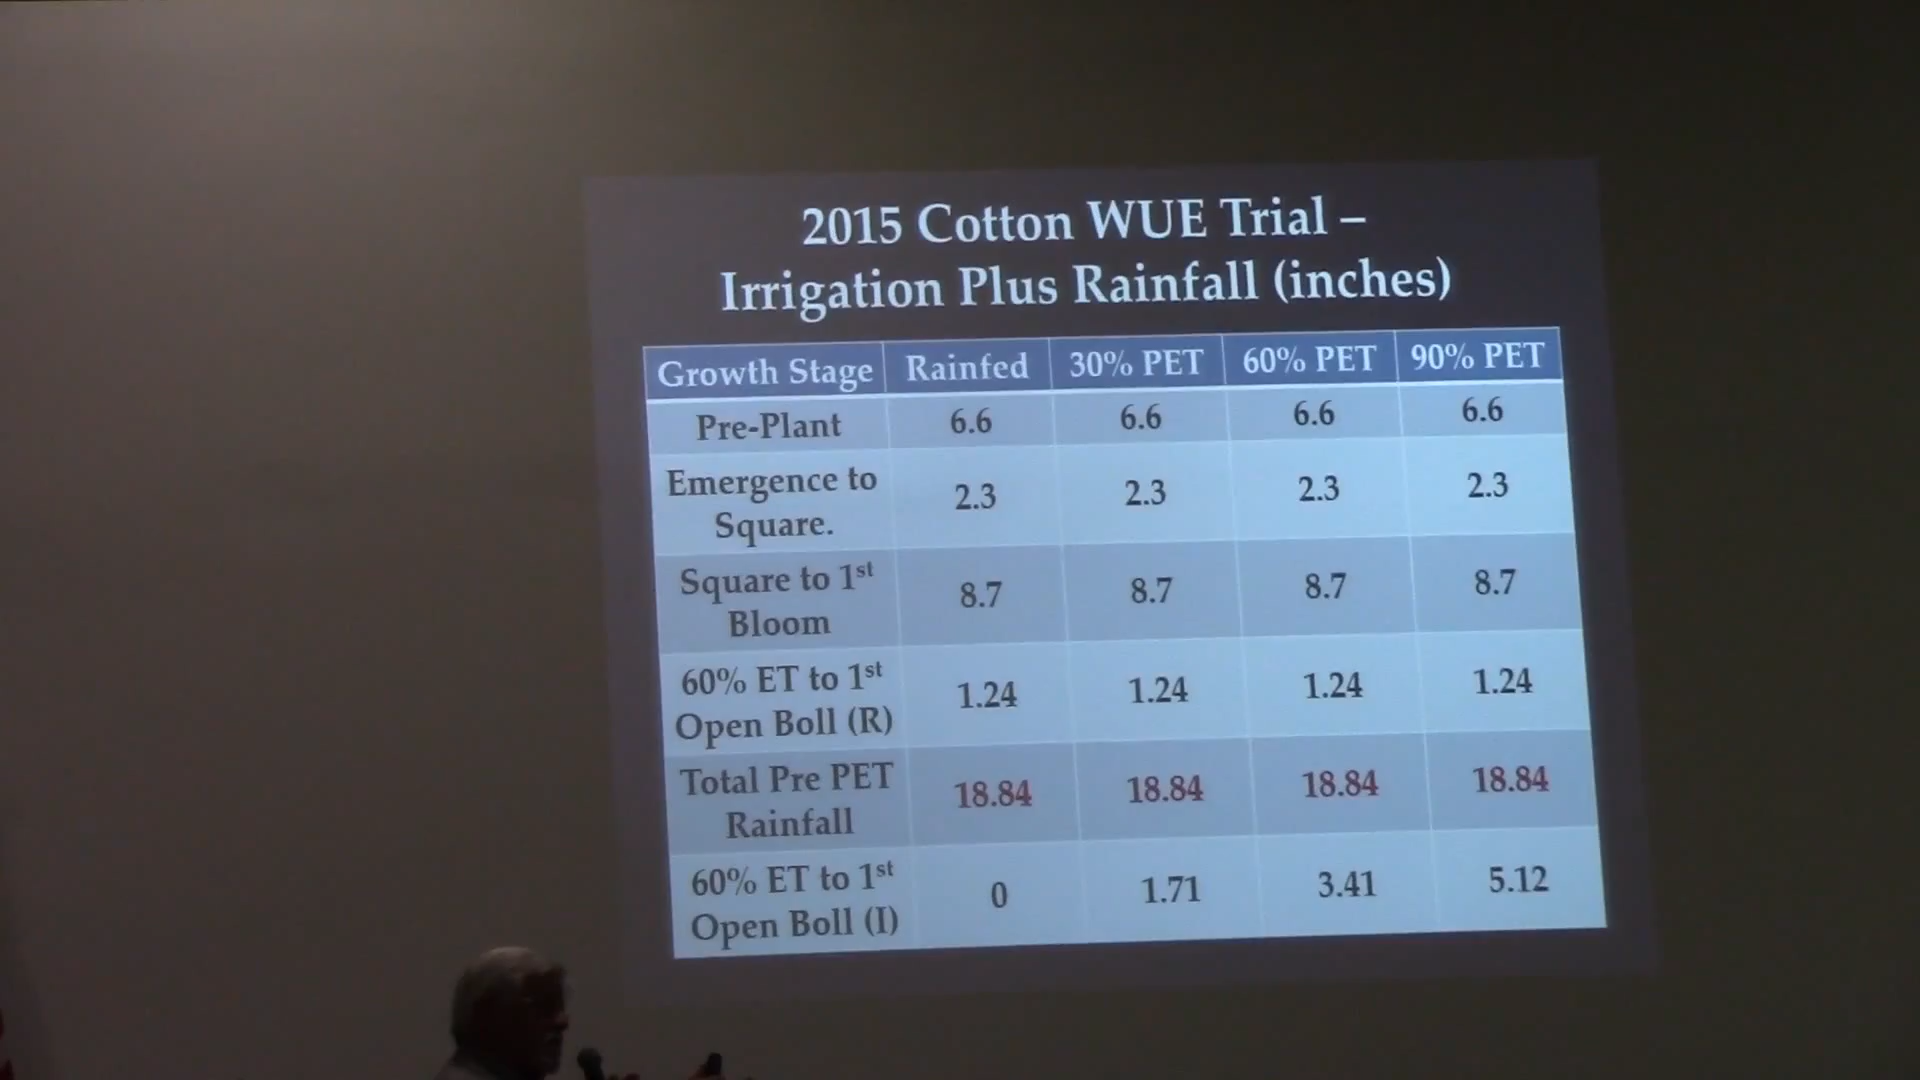 2015 Cotton WUE Trial –
Irrigation Plus Rainfall (inches)
Growth Stage Rainfed 30% PET 60% PET 90% PET
Pre-Plant 6.6 6.6 6.6 6.6
Emergence to
Square. 2.3 2.3 2.3 2.3
Square to 1st
Bloom 8.7 8.7 8.7 8.7
60% ET to 1st
Open Boll (R) 1.24 1.24 1.24 1.24
Total Pre PET
Rainfall 18.84 18.84 18.84 18.84
60% ET to 1st
Open Boll (I) 0 1.71 3.41 5.12